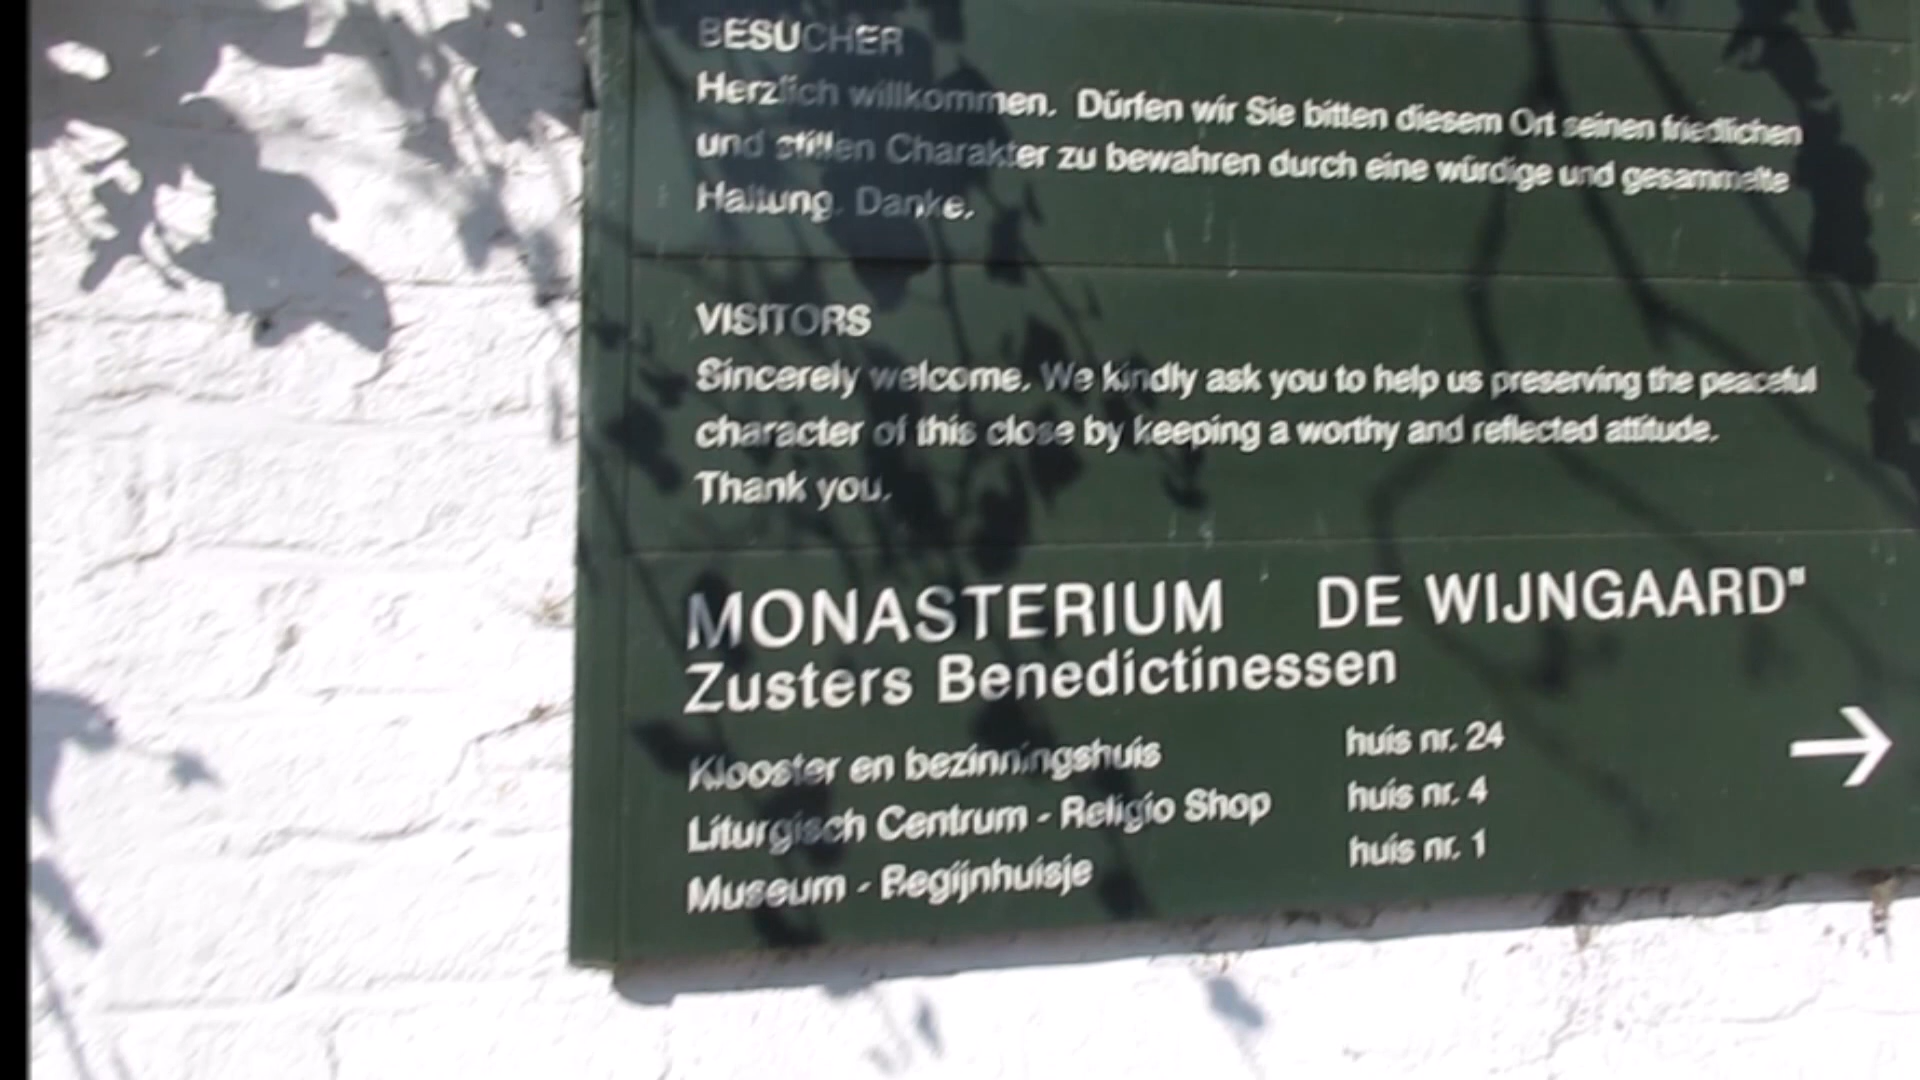 BESUCHER
Herzlich willkommen. Dürfen wir Sie bitten diesem Ort seinen friedlichen
und stillen Charakter zu bewahren durch eine würdige und gesammelte
Haltung. Danke.
VISITORS
Sincerely welcome. We kindly ask you to help us preserving the peaceful
character of this close by keeping a worthy and reflected attitude.
Thank you.
MONASTERIUM DE WIJNGAARD"
Zusters Benedictinessen
Klooster en bezinningshuis huis nr. 24
Liturgisch Centrum - Religio Shop huis nr. 4
Museum - Begijnhuisje huis nr. 1